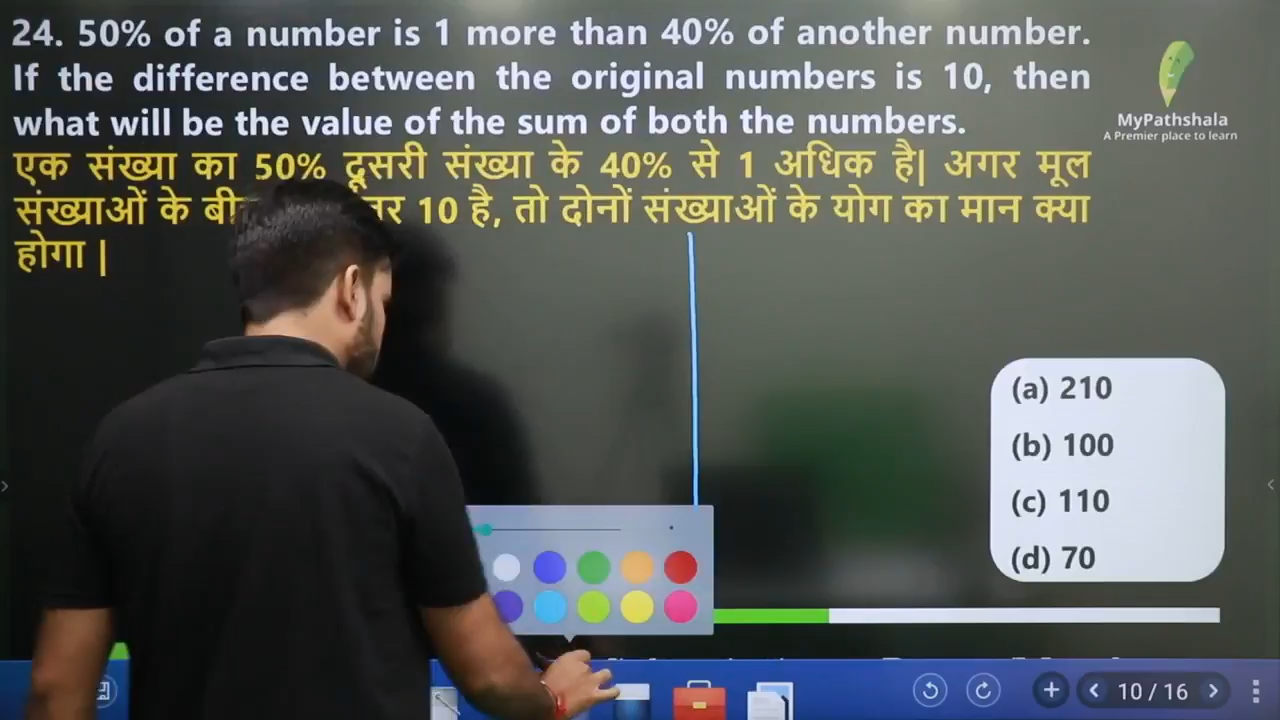 24. 50% of a number is 1 more than 40% of another number.
If the difference between the original numbers is 10, then
what will be the value of the sum of both the numbers.
MyPathshala
A Premier place to learn
एक संख्या का 50% दूसरी संख्या के 40% से 1 अधिक है| अगर मूल
संख्याओं के 10 है, तो दोनों संख्याओं के योग का मान क्या
होगा |
(a) 210
(b) 100
(c) 110
(d) 70
10 / 16